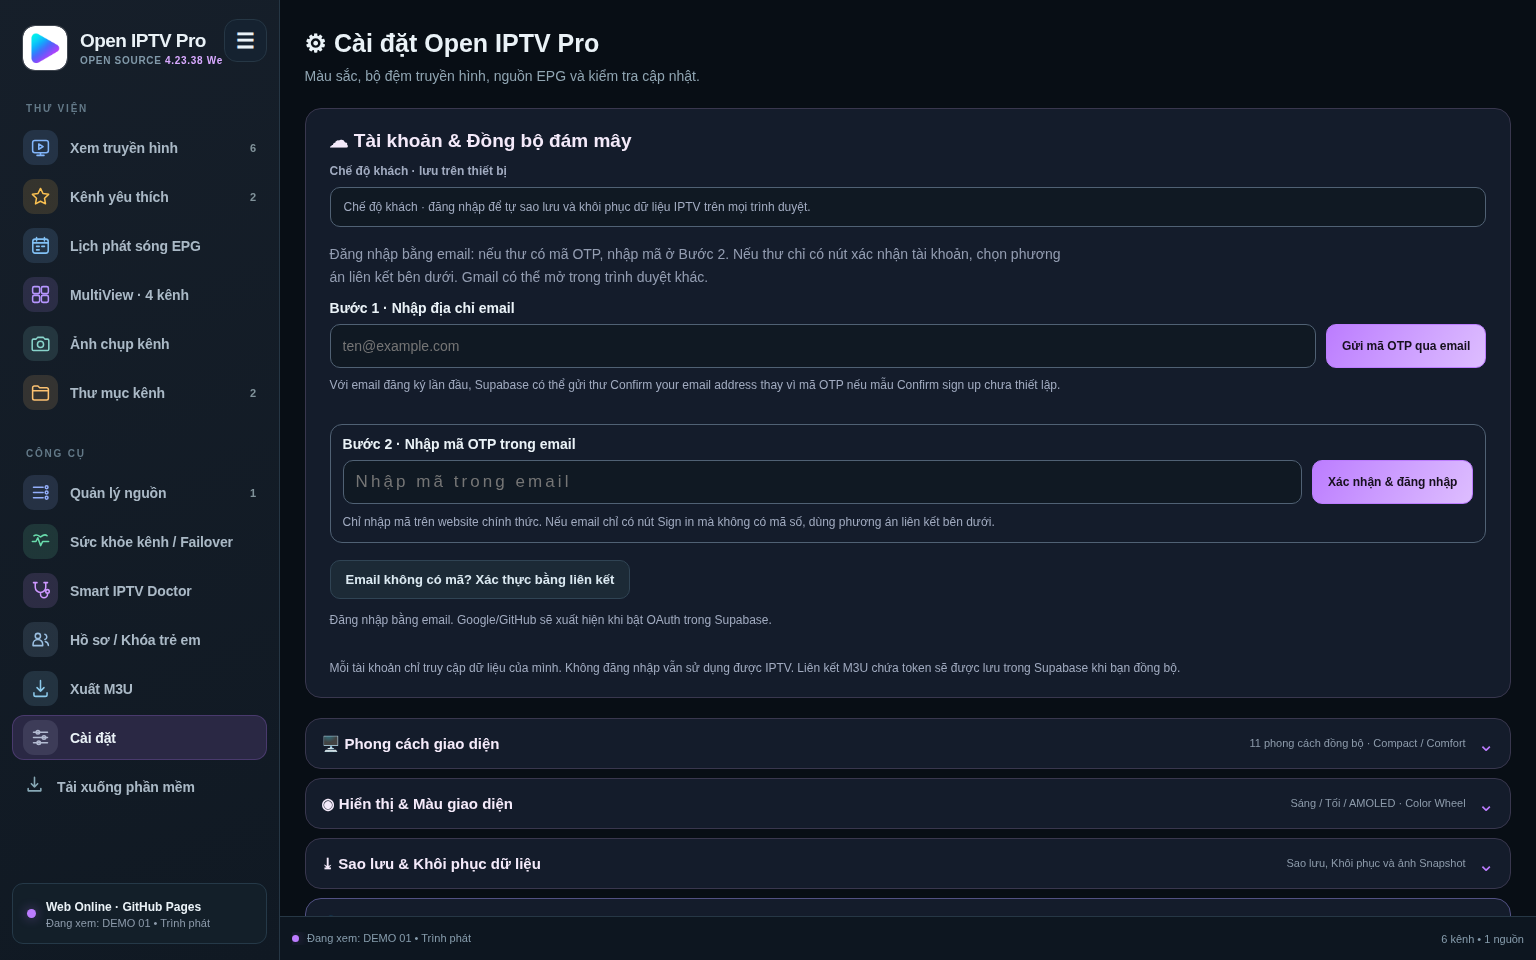 Open IPTV Pro
OPEN SOURCE 4.23.38 We
☰
THƯ VIỆN
Xem truyền hình 6
Kênh yêu thích 2
Lịch phát sóng EPG
MultiView · 4 kênh
Ảnh chụp kênh
Thư mục kênh 2
CÔNG CỤ
Quản lý nguồn 1
Sức khỏe kênh / Failover
Smart IPTV Doctor
Hồ sơ / Khóa trẻ em
Xuất M3U
Cài đặt
Tải xuống phần mềm
Web Online · GitHub Pages
Đang xem: DEMO 01 • Trình phát
⚙ Cài đặt Open IPTV Pro
Màu sắc, bộ đệm truyền hình, nguồn EPG và kiểm tra cập nhật.
☁ Tài khoản & Đồng bộ đám mây
Chế độ khách · lưu trên thiết bị
Chế độ khách · đăng nhập để tự sao lưu và khôi phục dữ liệu IPTV trên mọi trình duyệt.
Đăng nhập bằng email: nếu thư có mã OTP, nhập mã ở Bước 2. Nếu thư chỉ có nút xác nhận tài khoản, chọn phương
án liên kết bên dưới. Gmail có thể mở trong trình duyệt khác.
Bước 1 · Nhập địa chỉ email
ten@example.com
Gửi mã OTP qua email
Với email đăng ký lần đầu, Supabase có thể gửi thư Confirm your email address thay vì mã OTP nếu mẫu Confirm sign up chưa thiết lập.
Bước 2 · Nhập mã OTP trong email
Nhập mã trong email
Xác nhận & đăng nhập
Chỉ nhập mã trên website chính thức. Nếu email chỉ có nút Sign in mà không có mã số, dùng phương án liên kết bên dưới.
Email không có mã? Xác thực bằng liên kết
Đăng nhập bằng email. Google/GitHub sẽ xuất hiện khi bật OAuth trong Supabase.
Mỗi tài khoản chỉ truy cập dữ liệu của mình. Không đăng nhập vẫn sử dụng được IPTV. Liên kết M3U chứa token sẽ được lưu trong Supabase khi bạn đồng bộ.
🖥️ Phong cách giao diện 11 phong cách đồng bộ · Compact / Comfort
◉ Hiển thị & Màu giao diện Sáng / Tối / AMOLED · Color Wheel
⤓ Sao lưu & Khôi phục dữ liệu Sao lưu, Khôi phục và ảnh Snapshot
Đang xem: DEMO 01 • Trình phát 6 kênh • 1 nguồn